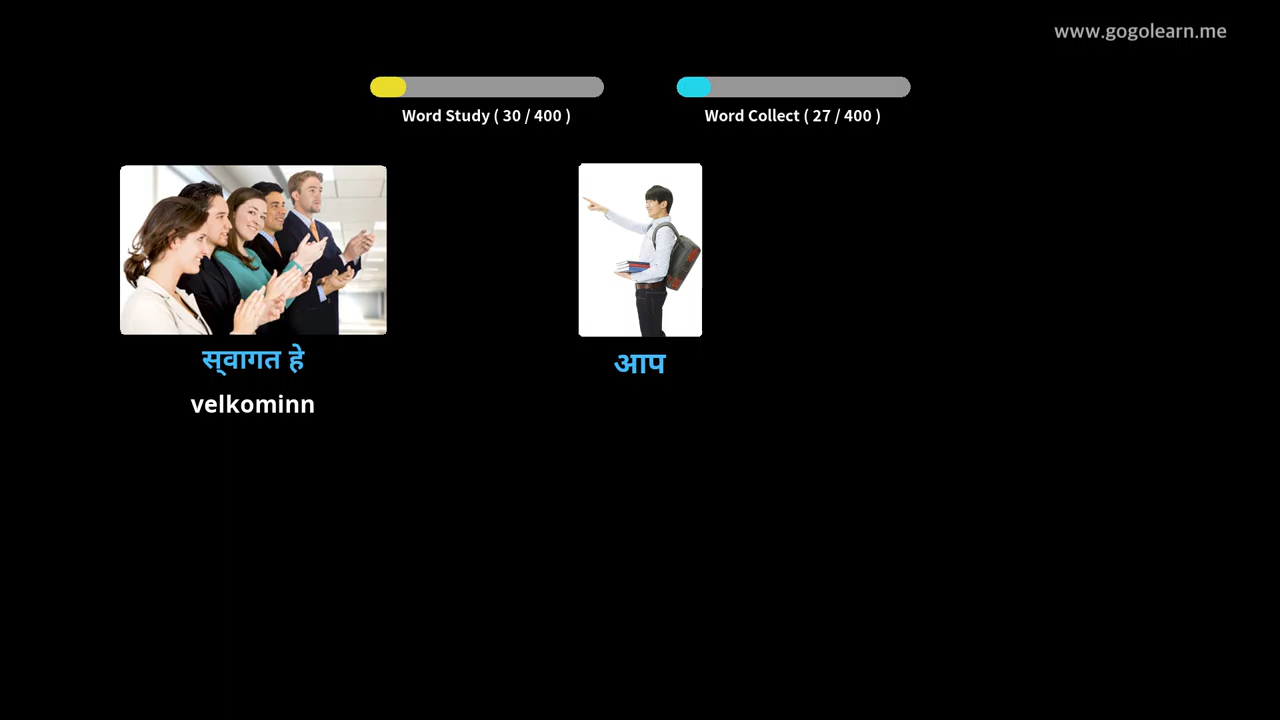 www.gogolearn.me
Word Study ( 30 / 400 )
Word Collect ( 27 / 400 )
स्वागत हे
velkominn
आप